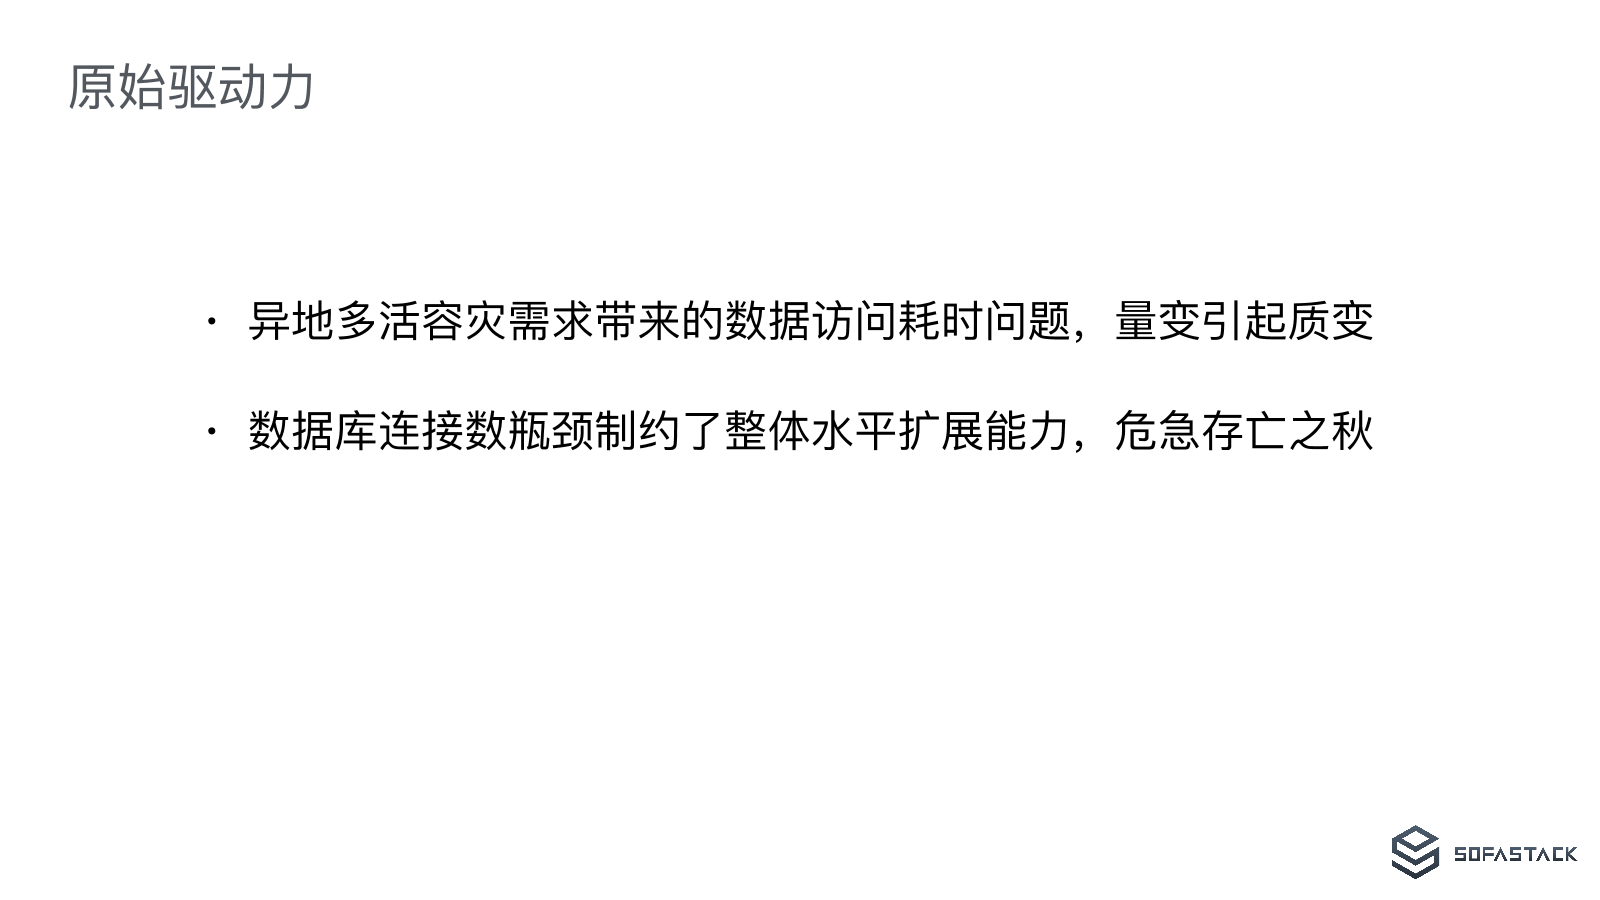 原始驱动力
· 异地多活容灾需求带来的数据访问耗时问题，量变引起质变
· 数据库连接数瓶颈制约了整体水平扩展能力，危急存亡之秋
SOFASTACK